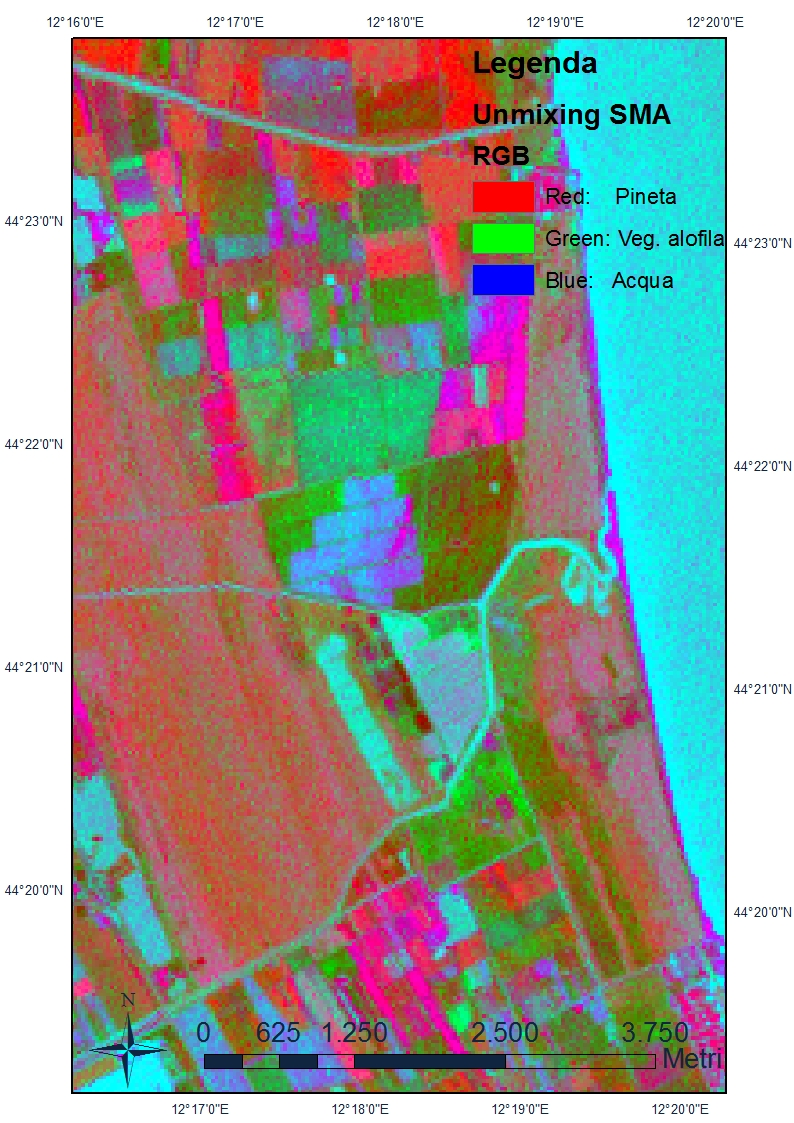 12°16'0"E 12°17'0"E 12°18'0"E 12°19'0"E 12°20'0"E
Legenda
Unmixing SMA
RGB
Red: Pineta
Green: Veg. alofila
Blue: Acqua
44°23'0"N 44°23'0"N
44°22'0"N 44°22'0"N
44°21'0"N 44°21'0"N
44°20'0"N 44°20'0"N
N
0 625 1.250 2.500 3.750
Metri
12°17'0"E 12°18'0"E 12°19'0"E 12°20'0"E